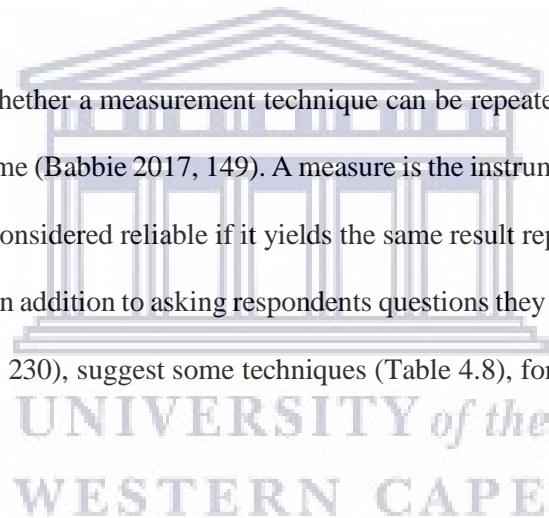 hether a measurement technique can be repeate
me (Babbie 2017, 149). A measure is the instrum
onsidered reliable if it yields the same result rep
n addition to asking respondents questions they
230), suggest some techniques (Table 4.8), for
UNIVERSITY of the
WESTERN CAPE